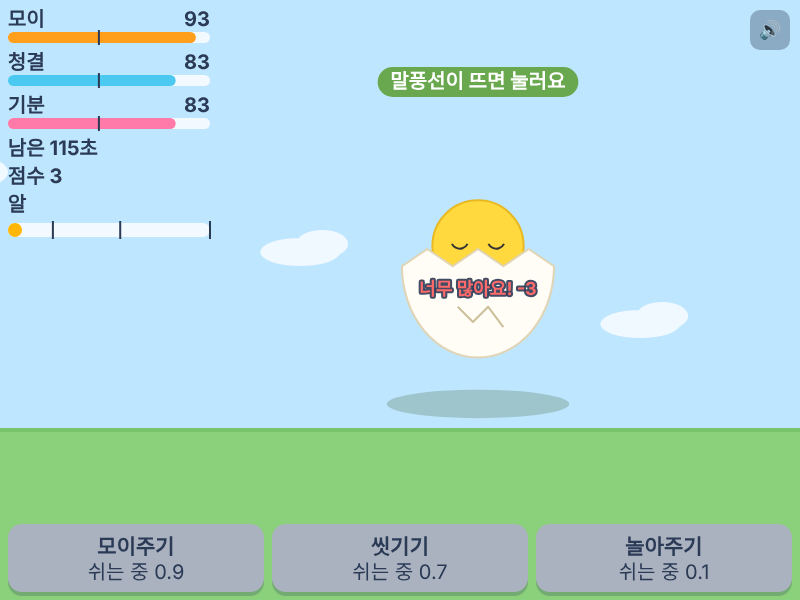 모이 93
청결 83
기분 83
남은 115초
점수 3
알
말풍선이 뜨면 눌러요
너무 많아요! -3
모이주기
쉬는 중 0.9
씻기기
쉬는 중 0.7
놀아주기
쉬는 중 0.1